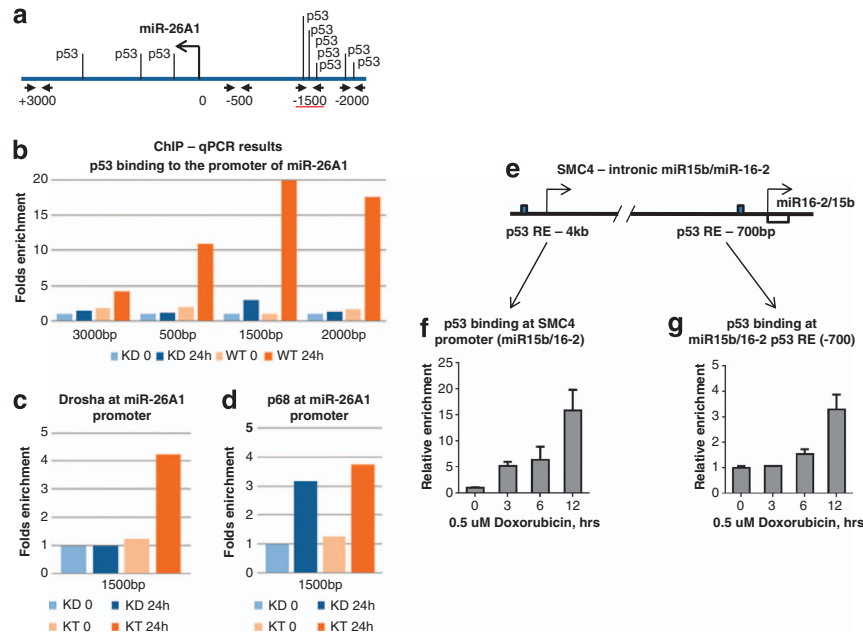 a
miR-26A1
p53
p53
p53
p53
p53
p53
p53
p53
p53
+3000
0
-500
-1500
-2000
b
ChIP – qPCR results
p53 binding to the promoter of miR-26A1
Folds enrichment
20
15
10
5
0
3000bp
500bp
1500bp
2000bp
KD 0
KD 24h
WT 0
WT 24h
c
Drosha at miR-26A1
promoter
Folds enrichment
5
4
3
2
1
0
1500bp
KD 0
KD 24h
KT 0
KT 24h
d
p68 at miR-26A1
promoter
Folds enirchment
5
4
3
2
1
0
1500bp
KD 0
KD 24h
KT 0
KT 24h
e
SMC4 – intronic miR15b/miR-16-2
miR16-2/15b
p53 RE – 4kb
p53 RE – 700bp
f
p53 binding at SMC4
promoter (miR15b/16-2)
Relative enrichment
25
20
15
10
5
0
0
3
6
12
0.5 uM Doxorubicin, hrs
g
p53 binding at
miR15b/16-2 p53 RE (-700)
Relative enrichment
5
4
3
2
1
0
0
3
6
12
0.5 uM Doxorubicin, hrs